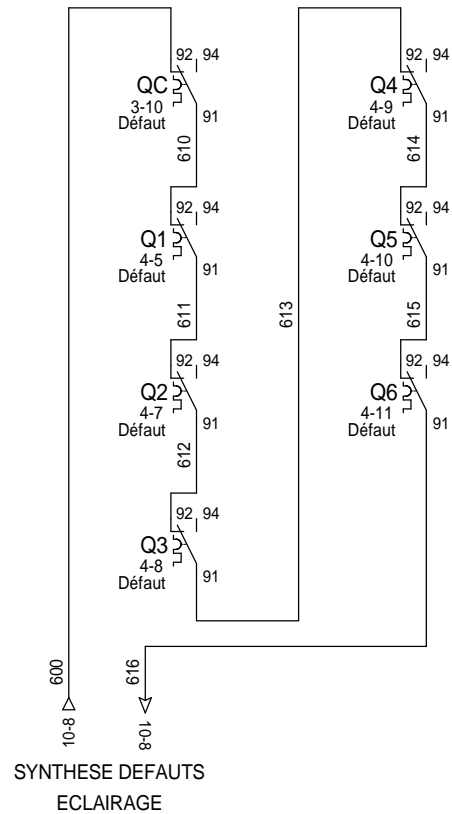 92 94
QC
3-10
Défaut
91
610
92 94
Q1
4-5
Défaut
91
611
92 94
Q2
4-7
Défaut
91
612
92 94
Q3
4-8
Défaut
91
613
92 94
Q4
4-9
Défaut
91
614
92 94
Q5
4-10
Défaut
91
615
92 94
Q6
4-11
Défaut
91
600
10-8
616
10-8
SYNTHESE DEFAUTS
ECLAIRAGE